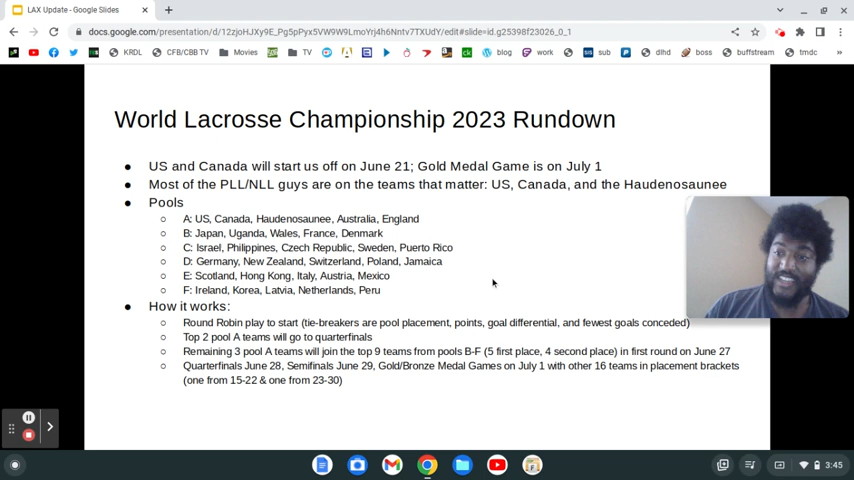 LAX Update - Google Slides
docs.google.com/presentation/d/12zjoHJXy9E_Pg5pPyx5VW9W9LmoYrj4h6Nntv7TXUdY/edit#slide=id.g25398f23026_0_1
KRDL CFB/CBB TV Movies TV blog work sub dlhd boss buffstream tmdc »
World Lacrosse Championship 2023 Rundown
● US and Canada will start us off on June 21; Gold Medal Game is on July 1
● Most of the PLL/NLL guys are on the teams that matter: US, Canada, and the Haudenosaunee
● Pools
○ A: US, Canada, Haudenosaunee, Australia, England
○ B: Japan, Uganda, Wales, France, Denmark
○ C: Israel, Philippines, Czech Republic, Sweden, Puerto Rico
○ D: Germany, New Zealand, Switzerland, Poland, Jamaica
○ E: Scotland, Hong Kong, Italy, Austria, Mexico
○ F: Ireland, Korea, Latvia, Netherlands, Peru
● How it works:
○ Round Robin play to start (tie-breakers are pool placement, points, goal differential, and fewest goals conceded)
○ Top 2 pool A teams will go to quarterfinals
○ Remaining 3 pool A teams will join the top 9 teams from pools B-F (5 first place, 4 second place) in first round on June 27
○ Quarterfinals June 28, Semifinals June 29, Gold/Bronze Medal Games on July 1 with other 16 teams in placement brackets
(one from 15-22 & one from 23-30)
3:45